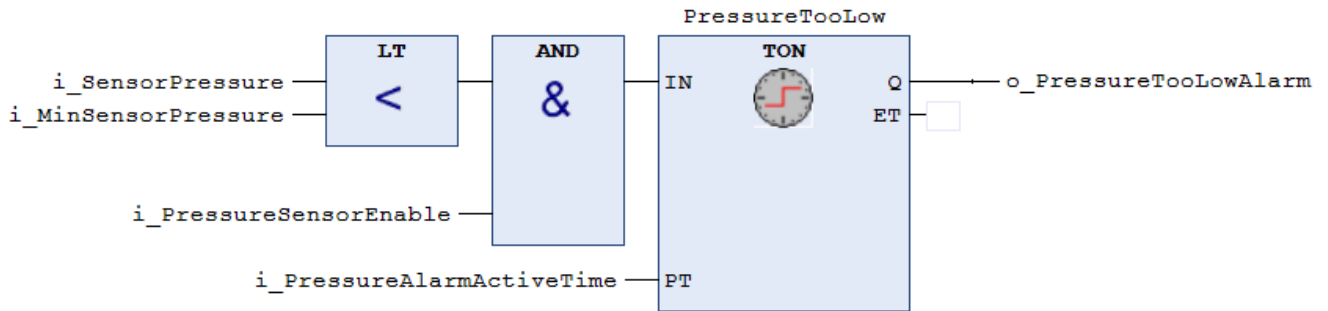 PressureTooLow
LT
AND
TON
i_SensorPressure
<
&
IN
Q
o_PressureTooLowAlarm
i_MinSensorPressure
ET
i_PressureSensorEnable
i_PressureAlarmActiveTime
PT